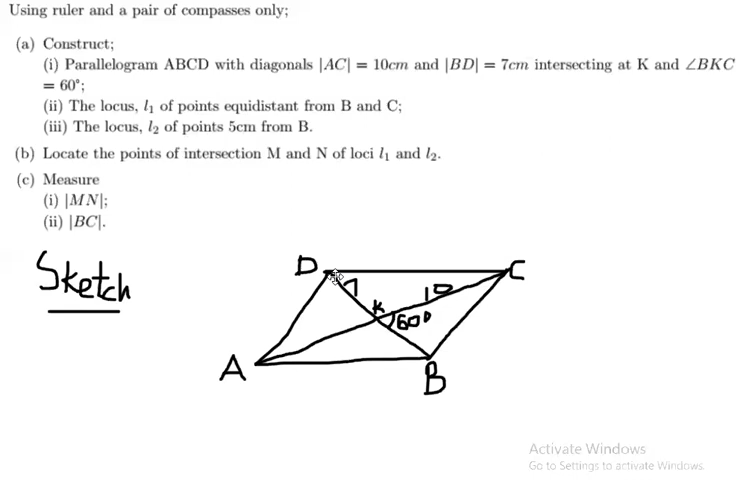 Using ruler and a pair of compasses only;
(a) Construct;
(i) Parallelogram ABCD with diagonals |AC| = 10cm and |BD| = 7cm intersecting at K and ∠BKC
= 60°;
(ii) The locus, l₁ of points equidistant from B and C;
(iii) The locus, l₂ of points 5cm from B.
(b) Locate the points of intersection M and N of loci l₁ and l₂.
(c) Measure
(i) |MN|;
(ii) |BC|.
Sketch
D
C
7
10
K
60°
A
B
Activate Windows
Go to Settings to activate Windows.